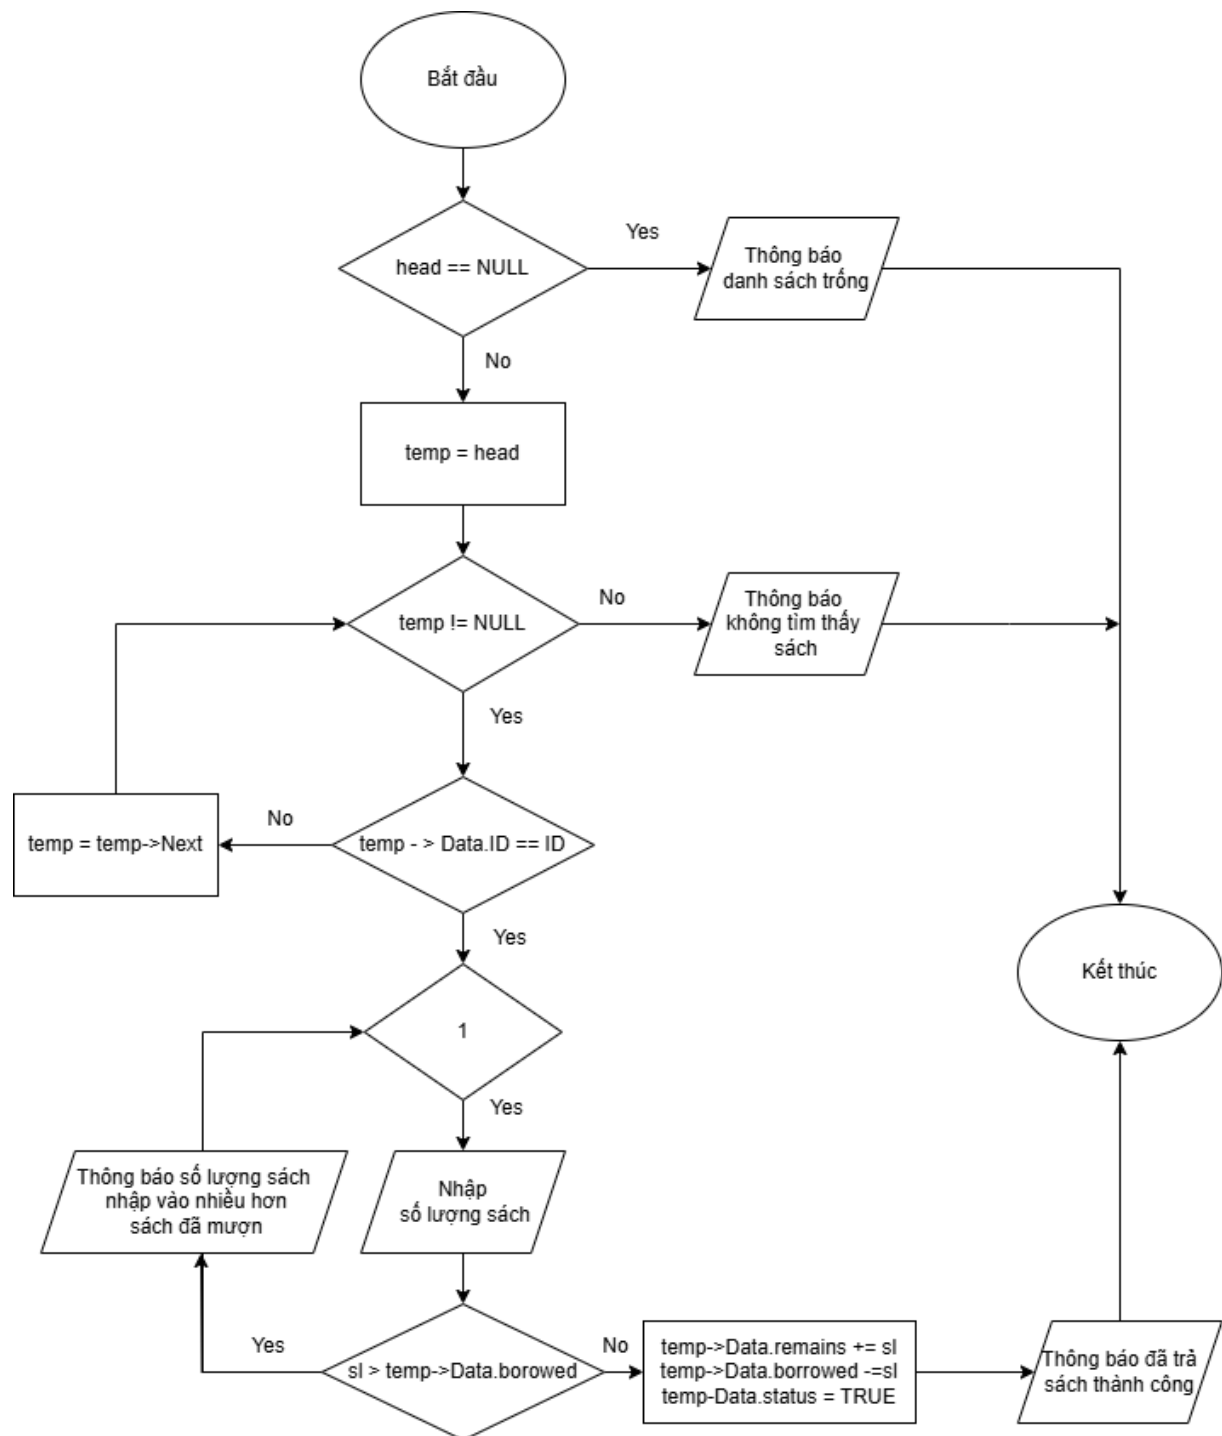 Bắt đầu
head == NULL
Yes
Thông báo
danh sách trống
No
temp = head
temp != NULL
No
Thông báo
không tìm thấy
sách
Yes
temp = temp->Next
No
temp - > Data.ID == ID
Yes
Kết thúc
1
Yes
Thông báo số lượng sách
nhập vào nhiều hơn
sách đã mượn
Nhập
số lượng sách
Yes
sl > temp->Data.borowed
No
temp->Data.remains += sl
temp->Data.borrowed -=sl
temp-Data.status = TRUE
Thông báo đã trả
sách thành công